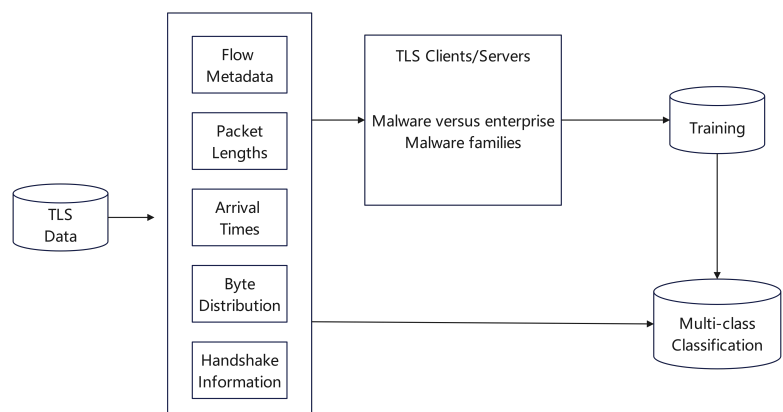 TLS
Data
Flow
Metadata
Packet
Lengths
Arrival
Times
Byte
Distribution
Handshake
Information
TLS Clients/Servers
Malware versus enterprise
Malware families
Training
Multi-class
Classification